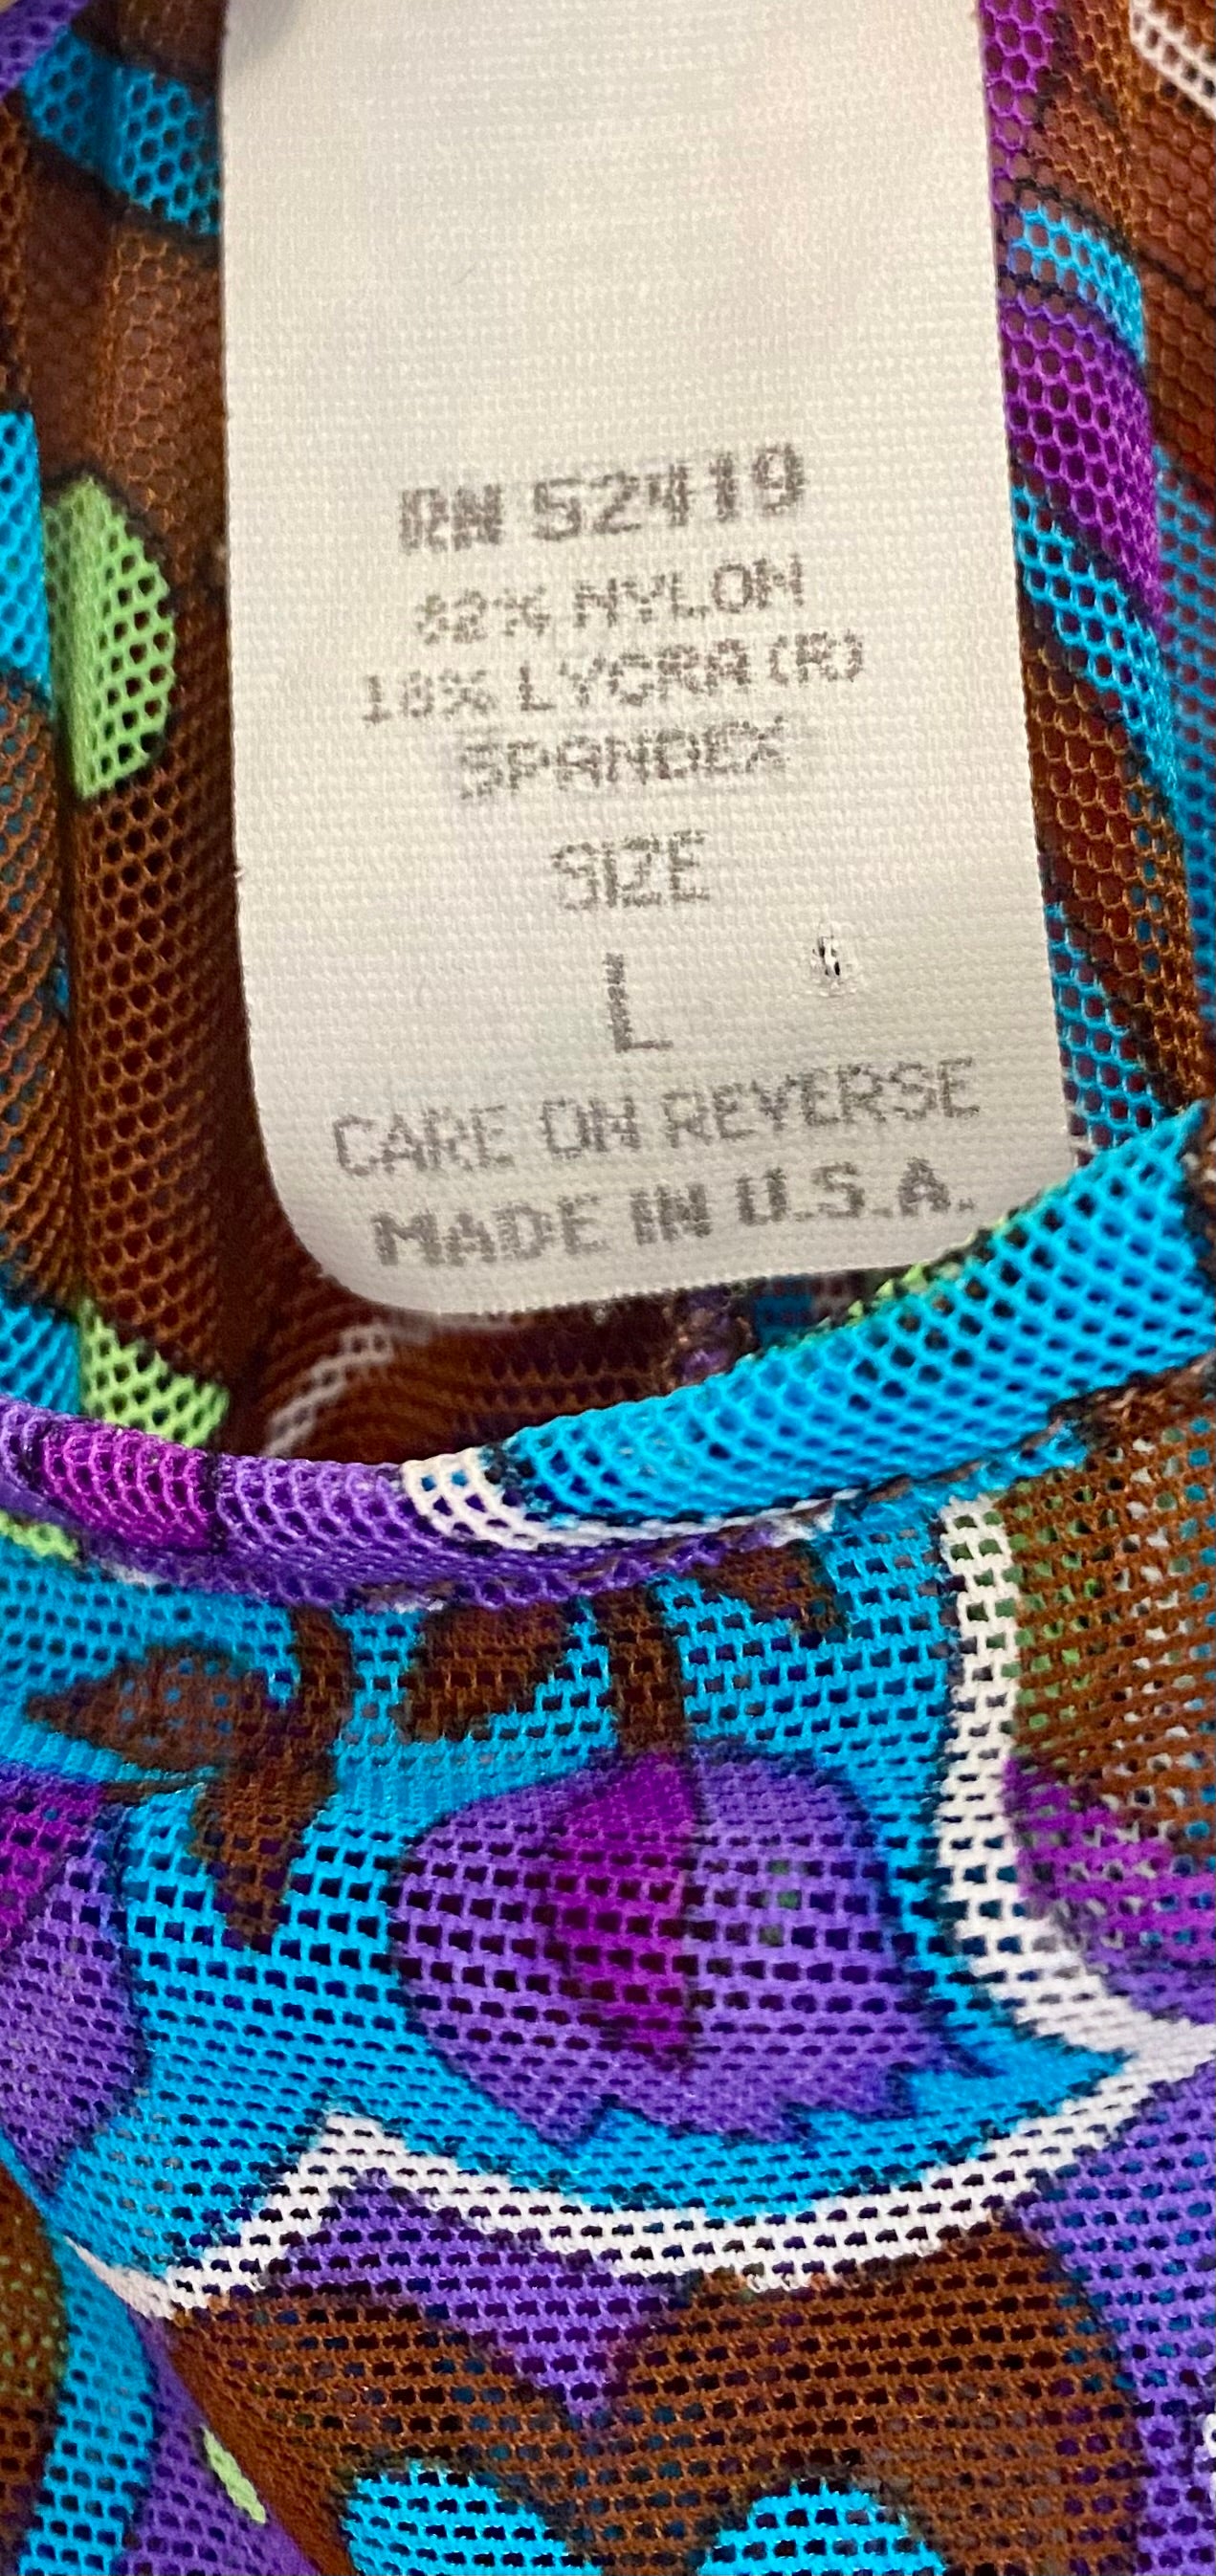 RN 52419
82% NYLON
18% LYCRA(R)
SPANDEX
SIZE
L
CARE ON REVERSE
MADE IN U.S.A.